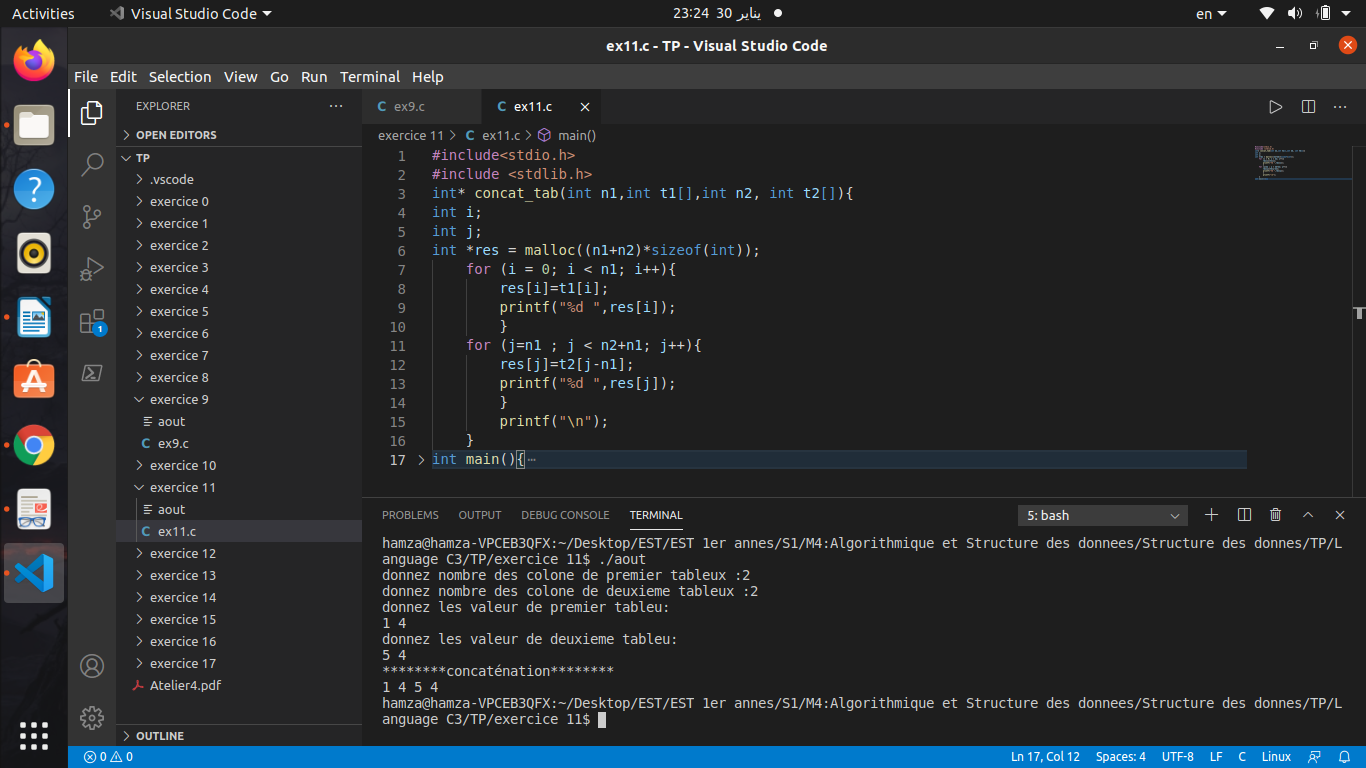 Activities
Visual Studio Code
23:24 30 يناير
en
ex11.c - TP - Visual Studio Code
File Edit Selection View Go Run Terminal Help
EXPLORER
OPEN EDITORS
TP
.vscode
exercice 0
exercice 1
exercice 2
exercice 3
exercice 4
exercice 5
exercice 6
exercice 7
exercice 8
exercice 9
aout
C ex9.c
exercice 10
exercice 11
aout
C ex11.c
exercice 12
exercice 13
exercice 14
exercice 15
exercice 16
exercice 17
Atelier4.pdf
OUTLINE
1
C ex9.c
C ex11.c
exercice 11 > C ex11.c > main()
1 #include<stdio.h>
2 #include <stdlib.h>
3 int* concat_tab(int n1,int t1[],int n2, int t2[]){
4 int i;
5 int j;
6 int *res = malloc((n1+n2)*sizeof(int));
7 for (i = 0; i < n1; i++){
8 res[i]=t1[i];
9 printf("%d ",res[i]);
10 }
11 for (j=n1 ; j < n2+n1; j++){
12 res[j]=t2[j-n1];
13 printf("%d ",res[j]);
14 }
15 printf("\n");
16 }
17 int main(){⋯
PROBLEMS OUTPUT DEBUG CONSOLE TERMINAL
5: bash
hamza@hamza-VPCEB3QFX:~/Desktop/EST/EST 1er annes/S1/M4:Algorithmique et Structure des donnees/Structure des donnes/TP/L
anguage C3/TP/exercice 11$ ./aout
donnez nombre des colone de premier tableux :2
donnez nombre des colone de deuxieme tableux :2
donnez les valeur de premier tableu:
1 4
donnez les valeur de deuxieme tableu:
5 4
********concaténation********
1 4 5 4
hamza@hamza-VPCEB3QFX:~/Desktop/EST/EST 1er annes/S1/M4:Algorithmique et Structure des donnees/Structure des donnes/TP/L
anguage C3/TP/exercice 11$
0 0
Ln 17, Col 12 Spaces: 4 UTF-8 LF C Linux